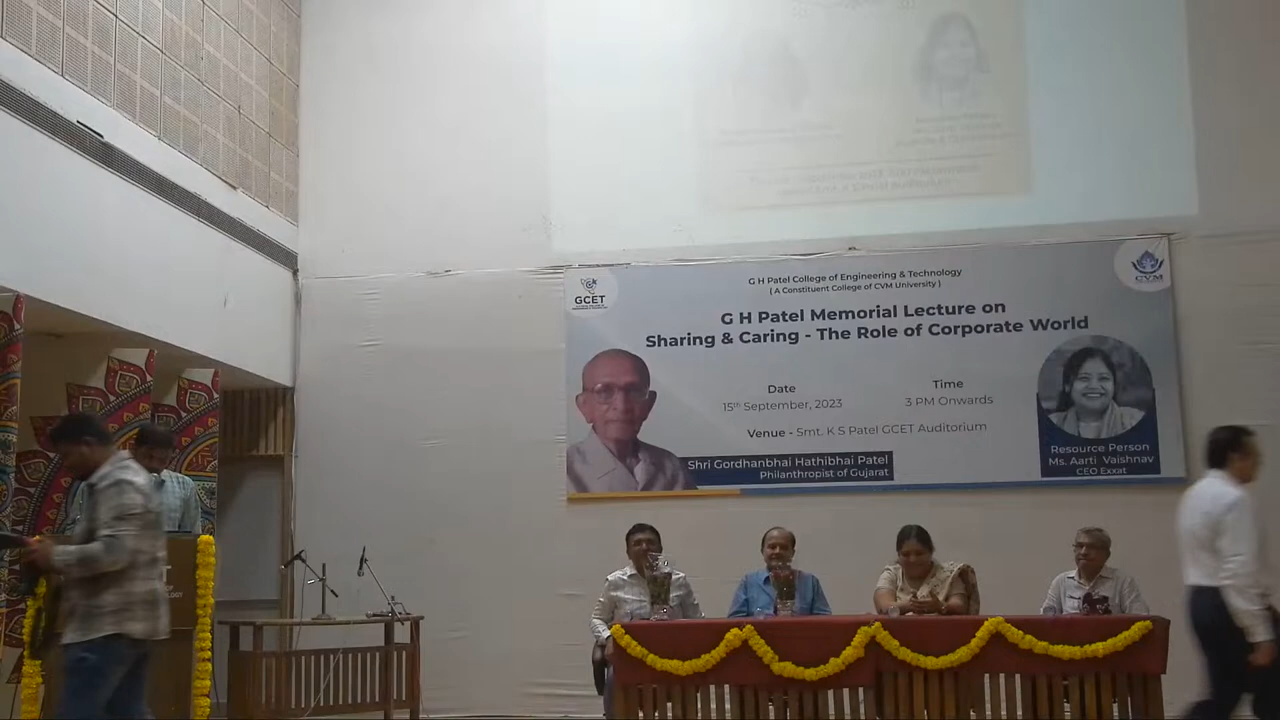 G H Patel College of Engineering & Technology
( A Constituent College of CVM University )
GCET
CVM
G H Patel Memorial Lecture on
Sharing & Caring - The Role of Corporate World
Date
15th September, 2023
Time
3 PM Onwards
Venue - Smt. K S Patel GCET Auditorium
Shri Gordhanbhai Hathibhai Patel
Philanthropist of Gujarat
Resource Person
Ms. Aarti Vaishnav
CEO Exxat